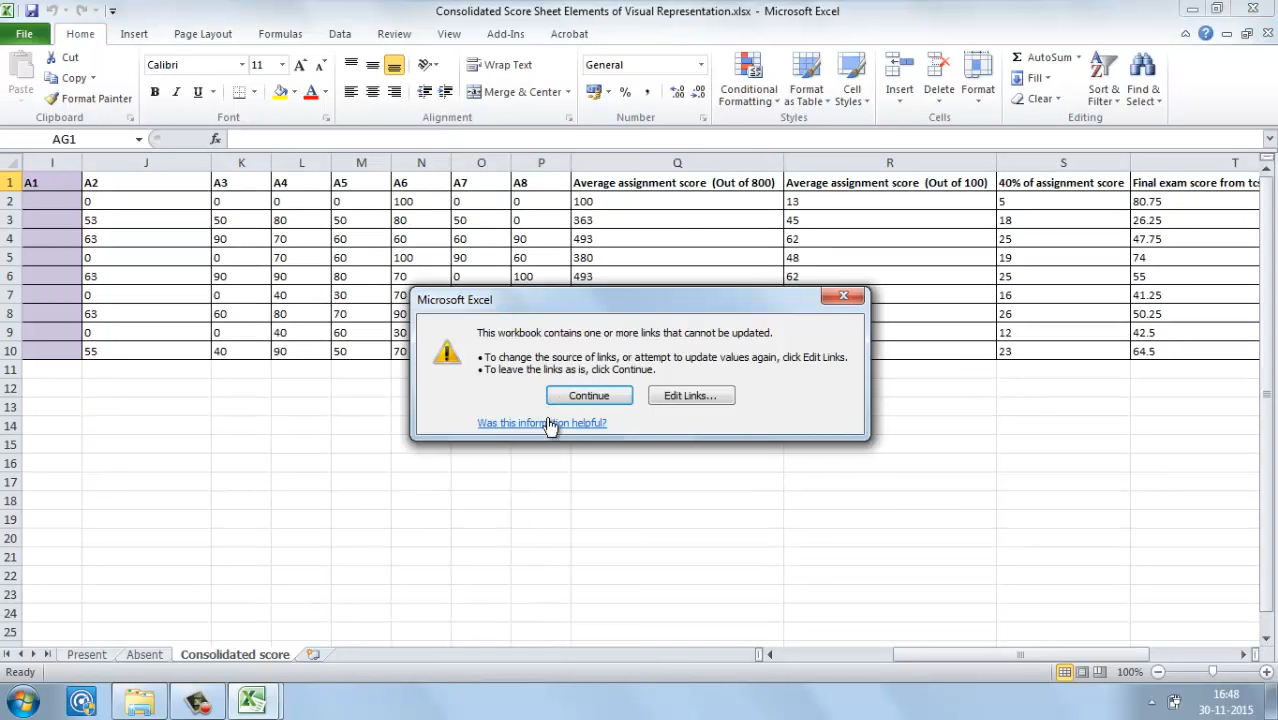 Consolidated Score Sheet Elements of Visual Representation.xlsx - Microsoft Excel
File Home Insert Page Layout Formulas Data Review View Add-Ins Acrobat
Cut
Copy
Format Painter
Paste
Clipboard
Calibri 11
B I U A
Font
Wrap Text
Merge & Center
Alignment
General
%
Number
Conditional Formatting
Format as Table
Cell Styles
Styles
Insert Delete Format
Cells
Σ AutoSum
Fill
Clear
Sort & Filter
Find & Select
Editing
AG1 fx
I J K L M N O P Q R S T
1 A1 A2 A3 A4 A5 A6 A7 A8 Average assignment score (Out of 800) Average assignment score (Out of 100) 40% of assignment score Final exam score from tcs
2 0 0 0 0 100 0 0 100 13 5 80.75
3 53 50 80 50 80 50 0 363 45 18 26.25
4 63 90 70 60 60 60 90 493 62 25 47.75
5 0 0 70 60 100 90 60 380 48 19 74
6 63 90 90 80 70 0 100 493 62 25 55
7 0 0 40 30 70 16 41.25
8 63 60 80 70 90 26 50.25
9 0 0 40 60 30 12 42.5
10 55 40 90 50 70 23 64.5
11
12
13
14
15
16
17
18
19
20
21
22
23
24
25
Microsoft Excel
This workbook contains one or more links that cannot be updated.
• To change the source of links, or attempt to update values again, click Edit Links.
• To leave the links as is, click Continue.
Continue Edit Links...
Was this information helpful?
Present Absent Consolidated score
Ready 100%
16:48
30-11-2015